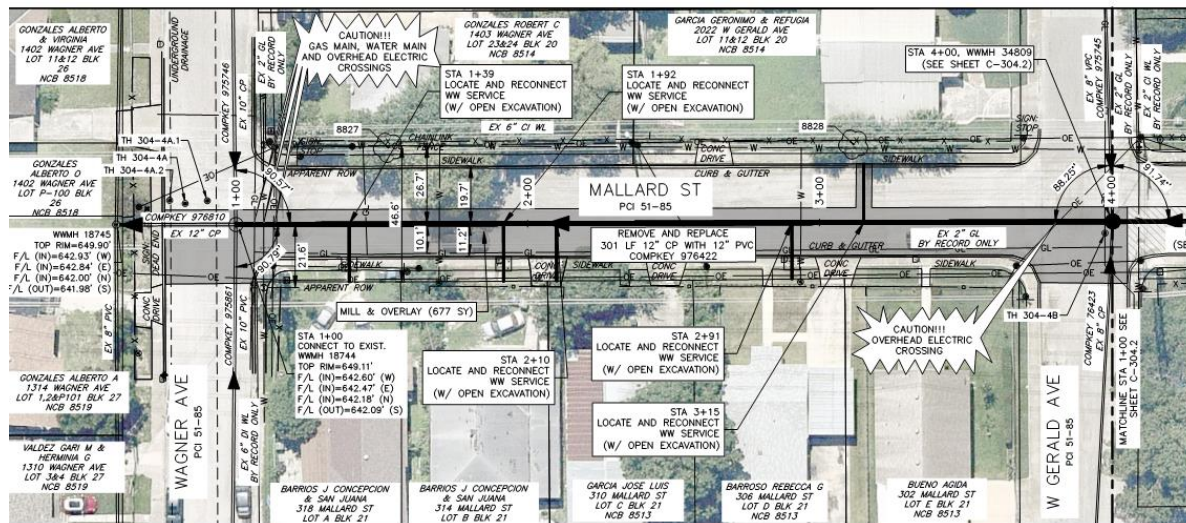 GONZALES ALBERTO
& VIRGINIA
1402 WAGNER AVE
LOT 11&12 BLK
26
NCB 8518
UNDERGROUND
DRAINAGE
COMPKEY 975746
EX 10" CP
EX 2" GL
BY RECORD
ONLY
CAUTION!!!
GAS MAIN, WATER MAIN
AND OVERHEAD ELECTRIC
CROSSINGS
GONZALES ROBERT C
1403 WAGNER AVE
LOT 23&24 BLK 20
NCB 8514
GARCIA GERONIMO & REFUGIA
2022 W GERALD AVE
LOT 11&12 BLK 20
NCB 8514
STA 1+39
LOCATE AND RECONNECT
WW SERVICE
(W/ OPEN EXCAVATION)
STA 1+92
LOCATE AND RECONNECT
WW SERVICE
(W/ OPEN EXCAVATION)
STA 4+00, WWMH 34809
(SEE SHEET C-304.2)
EX 8" VPC
COMPKEY 975745
EX 2" GL
BY RECORD ONLY
EX 2" CI WL
BY RECORD ONLY
8827
CHAINLINK
FENCE
EX 6" CI WL
8828
SIGN:
STOP
SIDEWALK
CONC
DRIVE
SIDEWALK
APPARENT ROW
CURB & GUTTER
TH 304-4A.1
TH 304-4A
TH 304-4A.2
GONZALES
ALBERTO O
1402 WAGNER AVE
LOT P-100 BLK
26
NCB 8518
30
1+00
90.57°
46.6'
26.7'
19.7'
2+00
MALLARD ST
PCI 51-85
3+00
88.25°
4+00
91.74°
COMPKEY 976810
EX 12" CP
WWMH 18745
TOP RIM=649.90'
F/L (IN)=642.93' (W)
F/L (IN)=642.84' (E)
F/L (IN)=642.00' (N)
F/L (OUT)=641.98' (S)
SIGN:
DEAD END
CONC
DRIVE
90.79°
21.6'
10.1'
11.2'
REMOVE AND REPLACE
301 LF 12" CP WITH 12" PVC
COMPKEY 976422
CURB & GUTTER
EX 2" GL
BY RECORD ONLY
(SE
SIDEWALK
APPARENT ROW
CONC
DRIVE
SIDEWALK
CONC
DRIVE
CONC
DRIVE
SIDEWALK
MILL & OVERLAY (677 SY)
TH 304-4B
CAUTION!!!
OVERHEAD ELECTRIC
CROSSING
EX 8" PVC
COMPKEY 975861
EX 10" PVC
EX 6" DI WL
BY RECORD ONLY
STA 1+00
CONNECT TO EXIST.
WWMH 18744
TOP RIM=649.11'
F/L (IN)=642.60' (W)
F/L (IN)=642.47' (E)
F/L (IN)=642.18' (N)
F/L (OUT)=642.09' (S)
STA 2+10
LOCATE AND RECONNECT
WW SERVICE
(W/ OPEN EXCAVATION)
STA 2+91
LOCATE AND RECONNECT
WW SERVICE
(W/ OPEN EXCAVATION)
STA 3+15
LOCATE AND RECONNECT
WW SERVICE
(W/ OPEN EXCAVATION)
COMPKEY 76423
EX 8" CP
MATCHLINE STA 1+00 SEE
SHEET C-304.2
GONZALES ALBERTO A
1314 WAGNER AVE
LOT 1,2&P101 BLK 27
NCB 8519
VALDEZ GARI M &
HERMINIA G
1310 WAGNER AVE
LOT 3&4 BLK 27
NCB 8519
WAGNER AVE
PCI 51-85
BARRIOS J CONCEPCION
& SAN JUANA
318 MALLARD ST
LOT A BLK 21
BARRIOS J CONCEPCION
& SAN JUANA
314 MALLARD ST
LOT B BLK 21
GARCIA JOSE LUIS
310 MALLARD ST
LOT C BLK 21
NCB 8513
BARROSO REBECCA G
306 MALLARD ST
LOT D BLK 21
NCB 8513
BUENO AGIDA
302 MALLARD ST
LOT E BLK 21
NCB 8513
W GERALD AVE
PCI 51-85